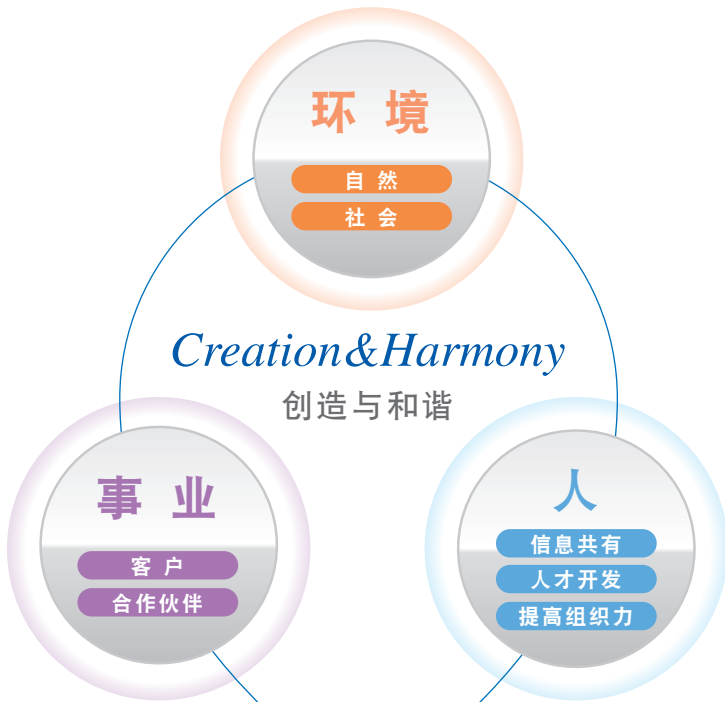 环 境
自 然
社 会
Creation&Harmony
创造与和谐
事 业
客 户
合作伙伴
人
信息共有
人才开发
提高组织力